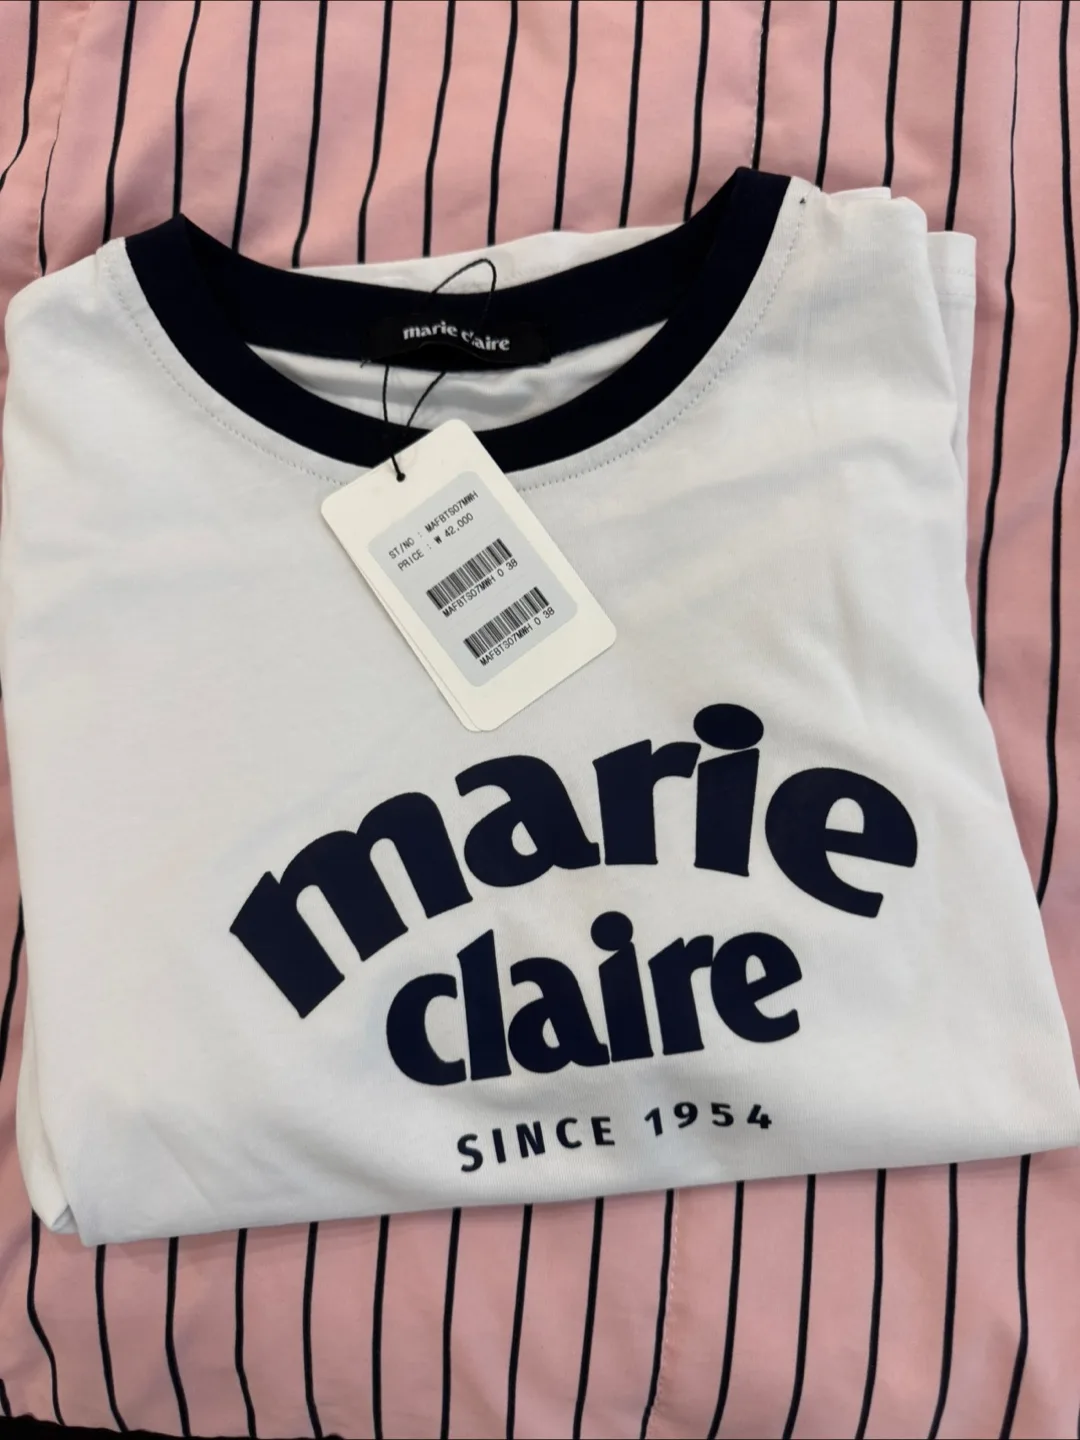 marie claire
ST/NO : MAFBTS07MWH
PRICE : ₩ 42,000
MAFBTS07MWH 0 38
MAFBTS07MWH 0 38
marie
claire
SINCE 1954